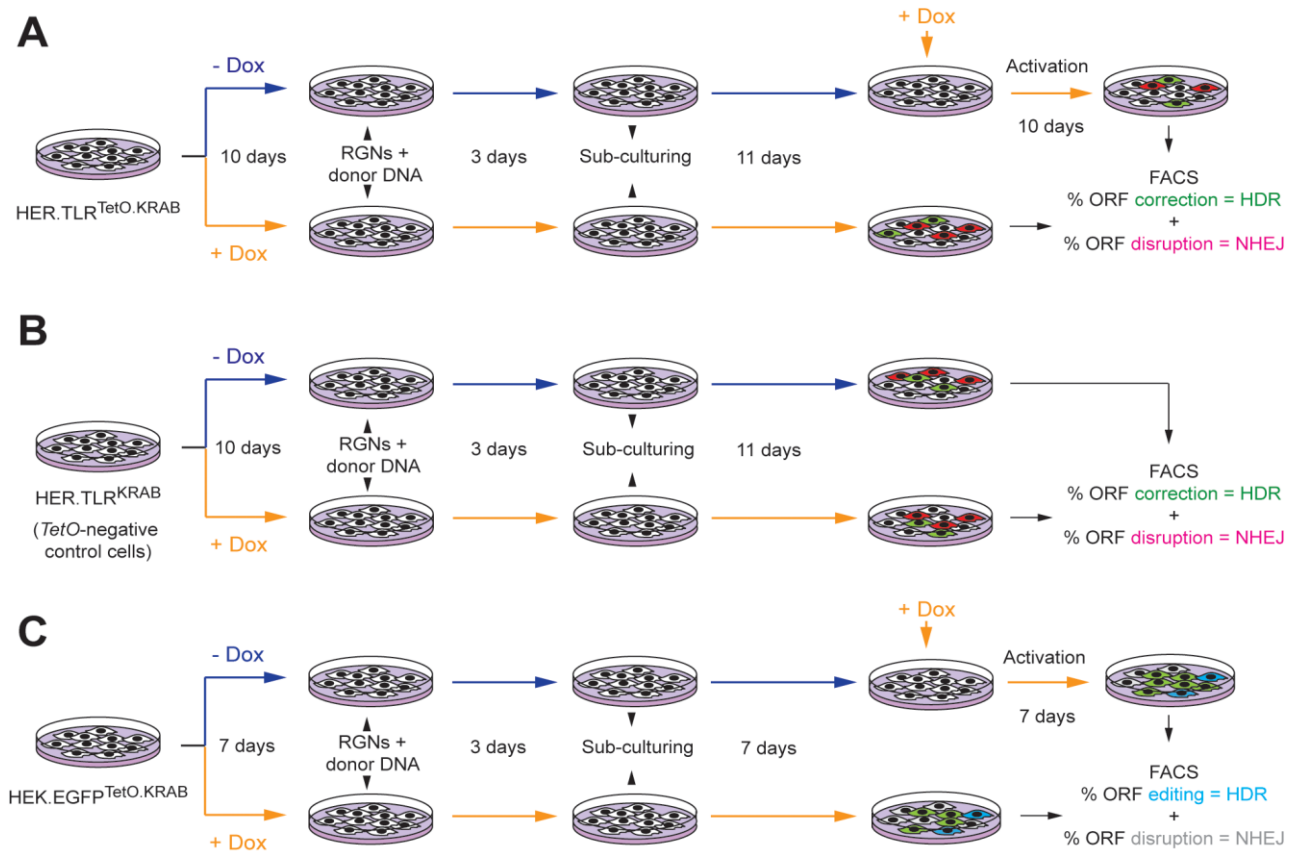 A
+ Dox
- Dox
Activation
10 days
RGNs +
donor DNA
3 days
Sub-culturing
11 days
10 days
HER.TLR^TetO.KRAB
+ Dox
FACS
% ORF correction = HDR
+
% ORF disruption = NHEJ
B
- Dox
10 days
RGNs +
donor DNA
3 days
Sub-culturing
11 days
HER.TLR^KRAB
(TetO-negative
control cells)
+ Dox
FACS
% ORF correction = HDR
+
% ORF disruption = NHEJ
C
+ Dox
- Dox
Activation
7 days
RGNs +
donor DNA
3 days
Sub-culturing
7 days
7 days
HEK.EGFP^TetO.KRAB
+ Dox
FACS
% ORF editing = HDR
+
% ORF disruption = NHEJ